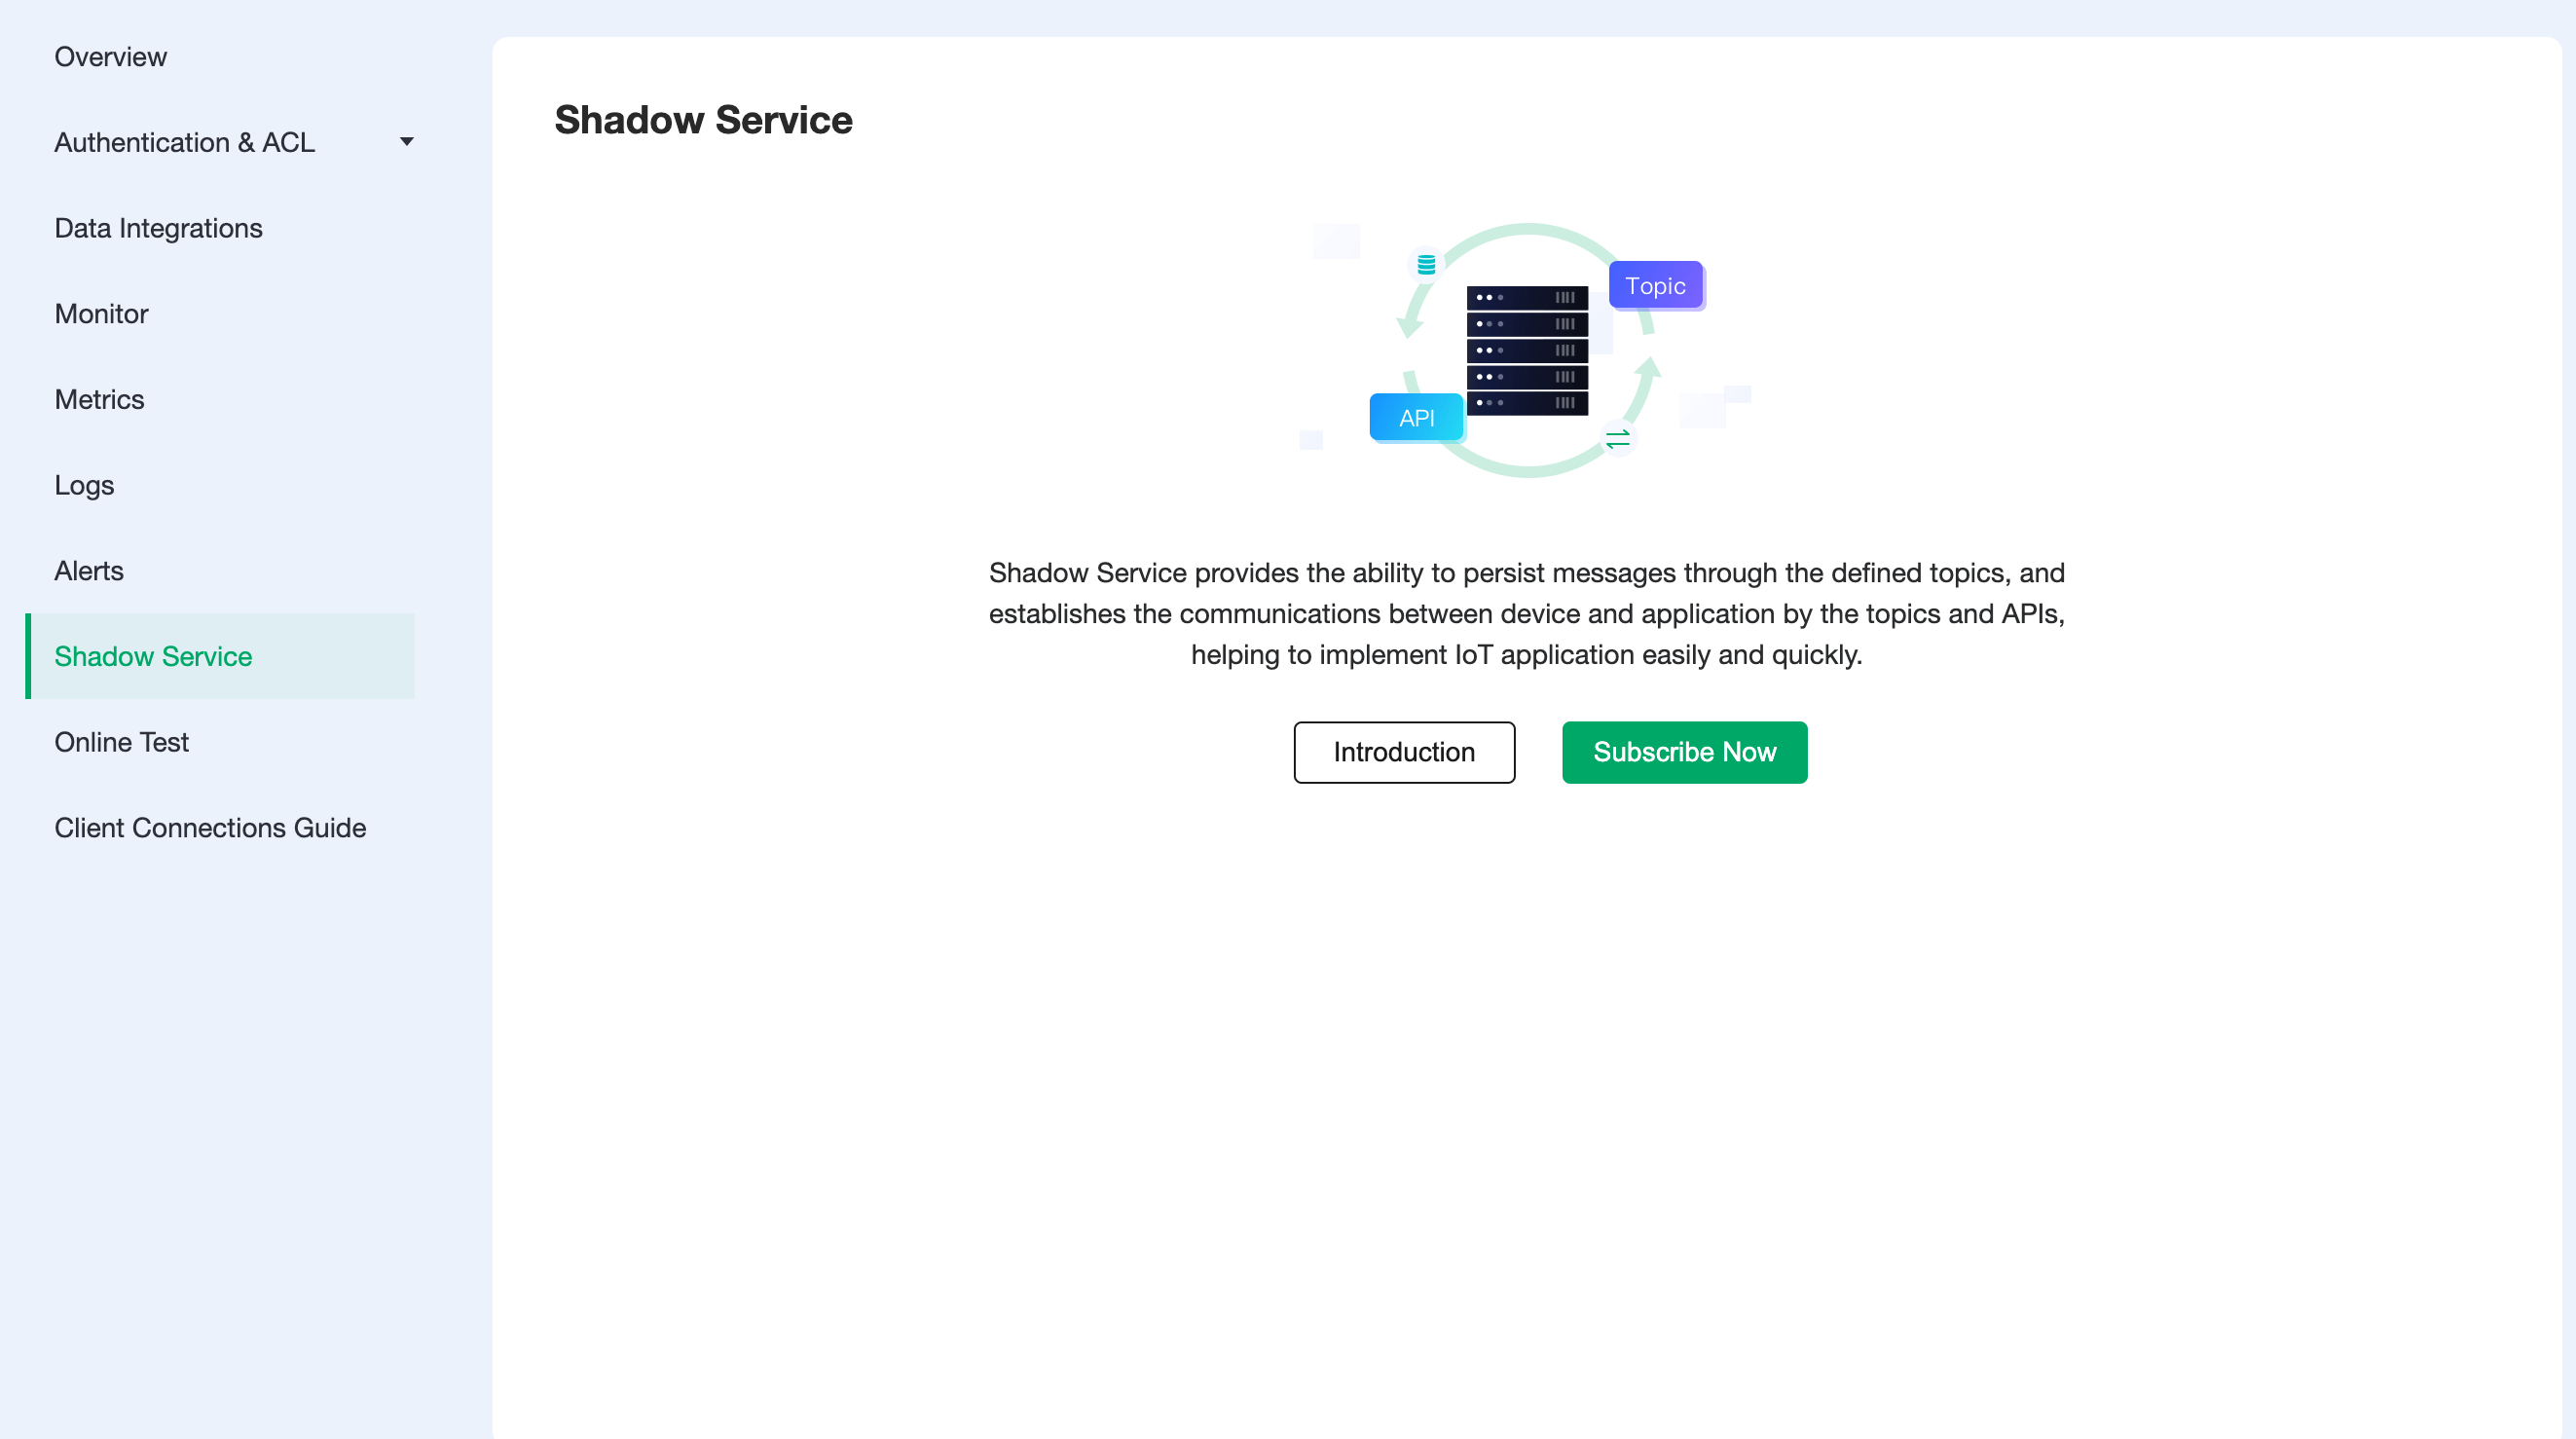 Overview
Authentication & ACL
Data Integrations
Monitor
Metrics
Logs
Alerts
Shadow Service
Online Test
Client Connections Guide
Shadow Service
Topic
API
Shadow Service provides the ability to persist messages through the defined topics, and
establishes the communications between device and application by the topics and APIs,
helping to implement IoT application easily and quickly.
Introduction
Subscribe Now